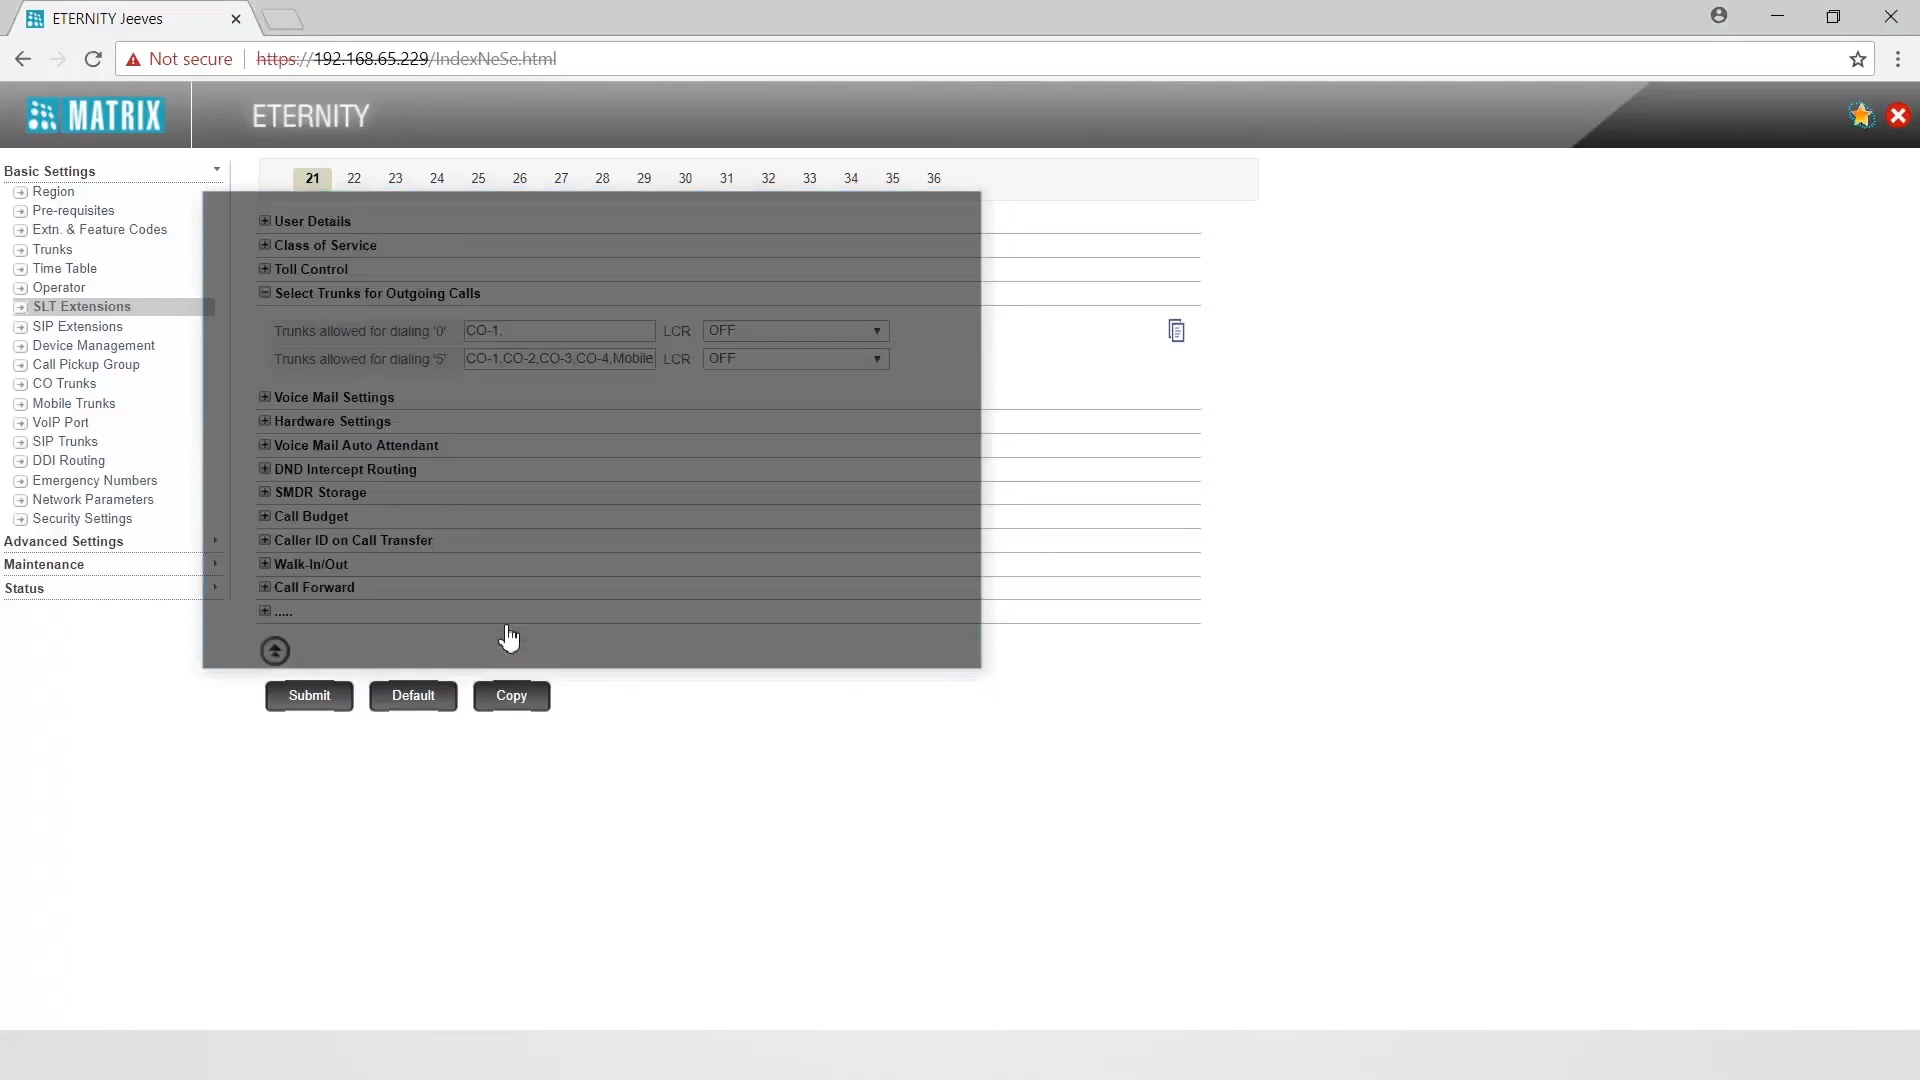 ETERNITY Jeeves
Not secure https://192.168.65.229/IndexNeSe.html
MATRIX ETERNITY
Basic Settings
Region
Pre-requisites
Extn. & Feature Codes
Trunks
Time Table
Operator
SLT Extensions
SIP Extensions
Device Management
Call Pickup Group
CO Trunks
Mobile Trunks
VoIP Port
SIP Trunks
DDI Routing
Emergency Numbers
Network Parameters
Security Settings
Advanced Settings
Maintenance
Status
21 22 23 24 25 26 27 28 29 30 31 32 33 34 35 36
User Details
Class of Service
Toll Control
Select Trunks for Outgoing Calls
Trunks allowed for dialing '0' CO-1, LCR OFF
Trunks allowed for dialing '5' CO-1,CO-2,CO-3,CO-4,Mobile LCR OFF
Voice Mail Settings
Hardware Settings
Voice Mail Auto Attendant
DND Intercept Routing
SMDR Storage
Call Budget
Caller ID on Call Transfer
Walk-In/Out
Call Forward
.....
Submit Default Copy